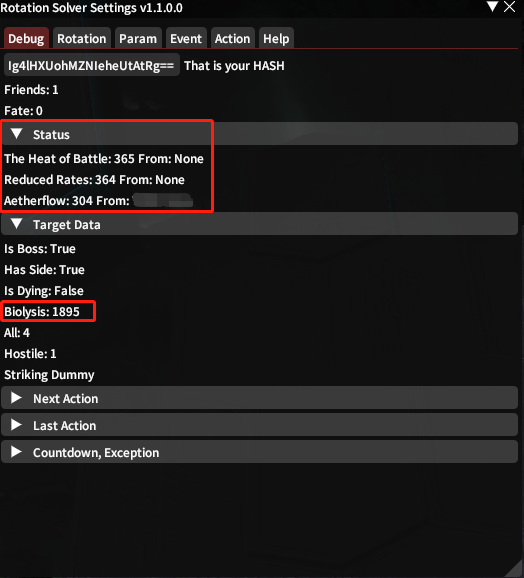 Rotation Solver Settings v1.1.0.0
Debug Rotation Param Event Action Help
Ig4lHXUohMZNIeheUtAtRg== That is your HASH
Friends: 1
Fate: 0
Status
The Heat of Battle: 365 From: None
Reduced Rates: 364 From: None
Aetherflow: 304 From:
Target Data
Is Boss: True
Has Side: True
Is Dying: False
Biolysis: 1895
All: 4
Hostile: 1
Striking Dummy
Next Action
Last Action
Countdown, Exception